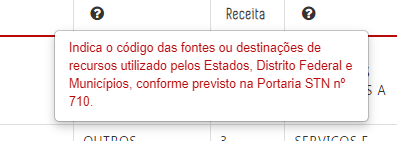 Receita
Indica o código das fontes ou destinações de
recursos utilizado pelos Estados, Distrito Federal e
Municípios, conforme previsto na Portaria STN nº
710.
S A
OUTROS 3 SERVIÇOS E